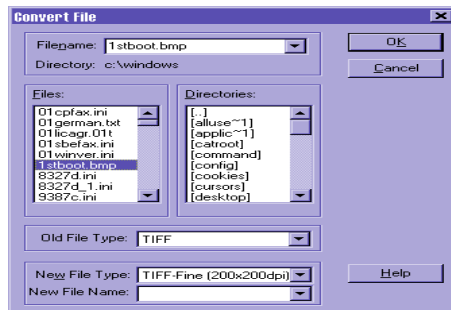 Convert File
Filename: 1stboot.bmp
OK
Directory: c:\windows
Cancel
Files:
01cpfax.ini
01german.txt
01licagr.01t
01sbefax.ini
01winver.ini
1stboot.bmp
8327d.ini
8327d_1.ini
9387c.ini
Directories:
[..]
[alluse~1]
[applic~1]
[catroot]
[command]
[config]
[cookies]
[cursors]
[desktop]
Old File Type: TIFF
New File Type: TIFF-Fine (200x200dpi)
Help
New File Name: